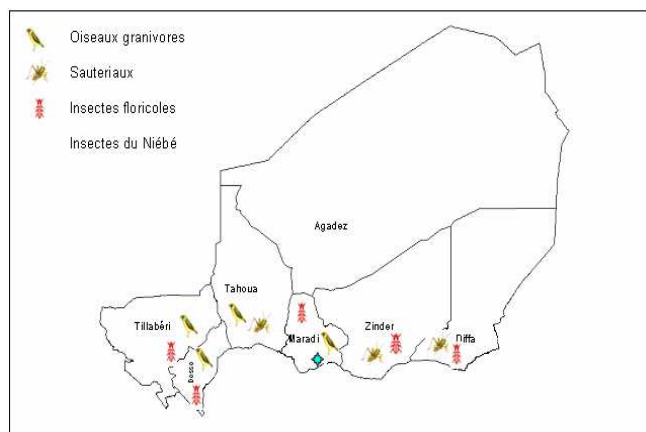 Oiseaux granivores
Sauteriaux
Insectes floricoles
Insectes du Niébé
Agadez
Tahoua
Tillabéri
Zinder
Maradi
Diffa
Dosso